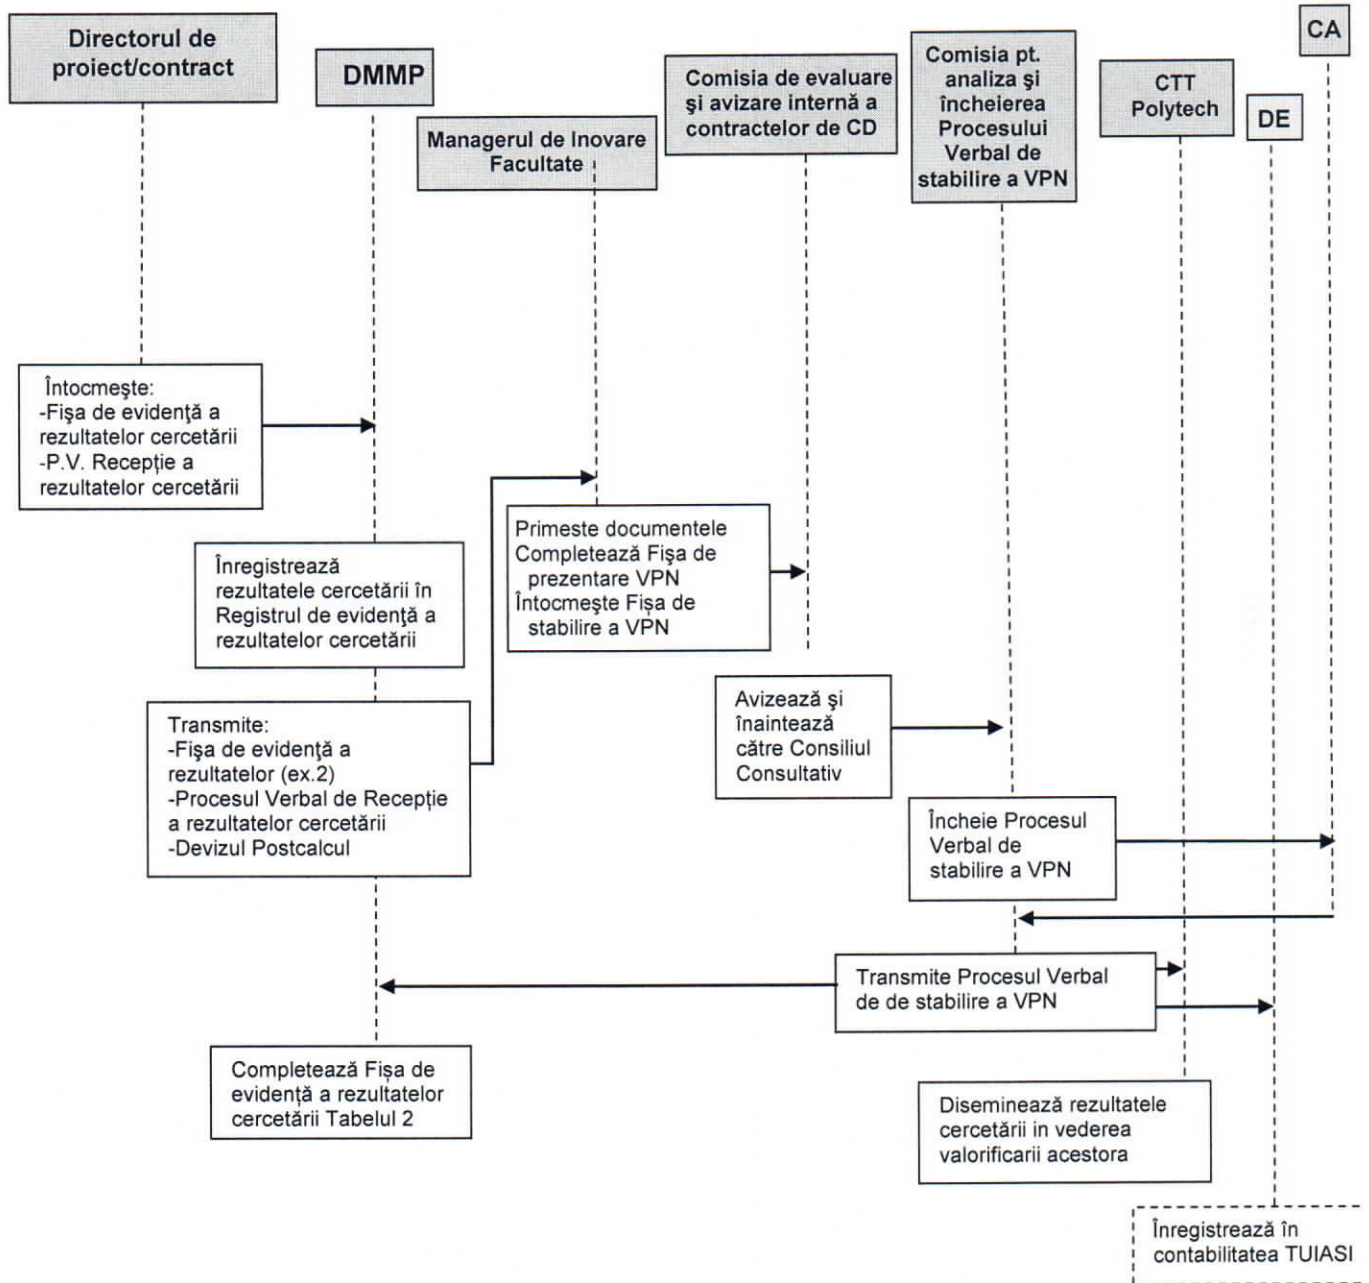 Directorul de
proiect/contract
DMMP
Managerul de Inovare
Facultate
Comisia de evaluare
şi avizare internă a
contractelor de CD
Comisia pt.
analiza şi
încheierea
Procesului
Verbal de
stabilire a VPN
CTT
Polytech
DE
CA
Întocmeşte:
-Fişa de evidenţă a
rezultatelor cercetării
-P.V. Recepţie a
rezultatelor cercetării
Înregistrează
rezultatele cercetării în
Registrul de evidenţă a
rezultatelor cercetării
Primeste documentele
Completează Fişa de
prezentare VPN
Întocmeşte Fişa de
stabilire a VPN
Transmite:
-Fişa de evidenţă a
rezultatelor (ex.2)
-Procesul Verbal de Recepţie
a rezultatelor cercetării
-Devizul Postcalcul
Avizează şi
înaintează
către Consiliul
Consultativ
Încheie Procesul
Verbal de
stabilire a VPN
Transmite Procesul Verbal
de de stabilire a VPN
Completează Fişa de
evidenţă a rezultatelor
cercetării Tabelul 2
Diseminează rezultatele
cercetării in vederea
valorificarii acestora
Înregistrează în
contabilitatea TUIASI